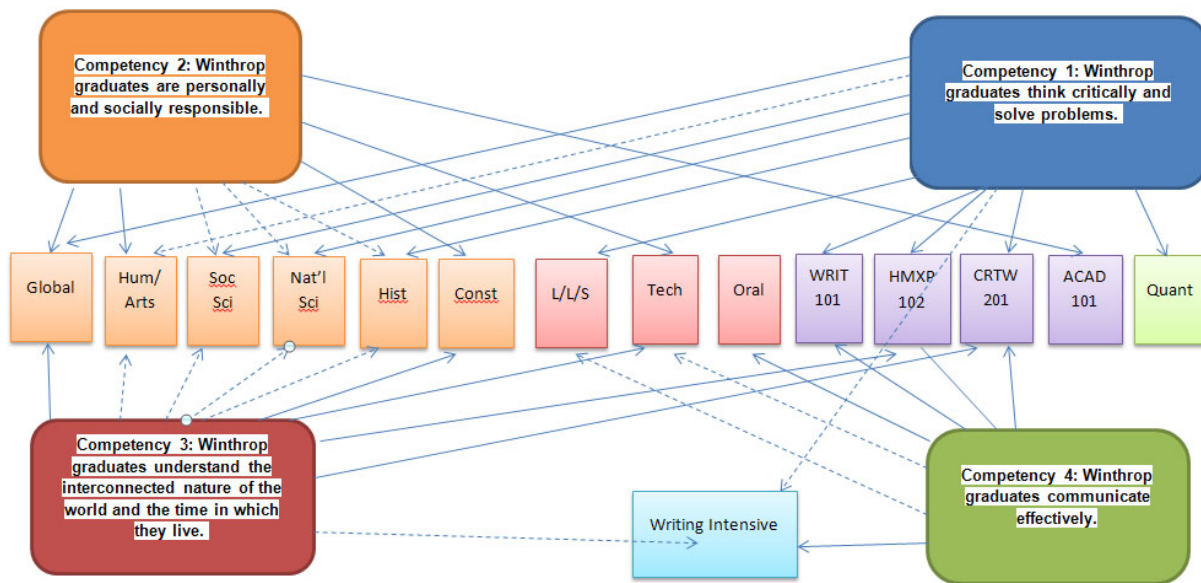 Competency 2: Winthrop
graduates are personally
and socially responsible.
Competency 1: Winthrop
graduates think critically and
solve problems.
Global
Hum/
Arts
Soc
Sci
Nat'l
Sci
Hist
Const
L/L/S
Tech
Oral
WRIT
101
HMXP
102
CRTW
201
ACAD
101
Quant
Competency 3: Winthrop
graduates understand the
interconnected nature of the
world and the time in which
they live.
Writing Intensive
Competency 4: Winthrop
graduates communicate
effectively.